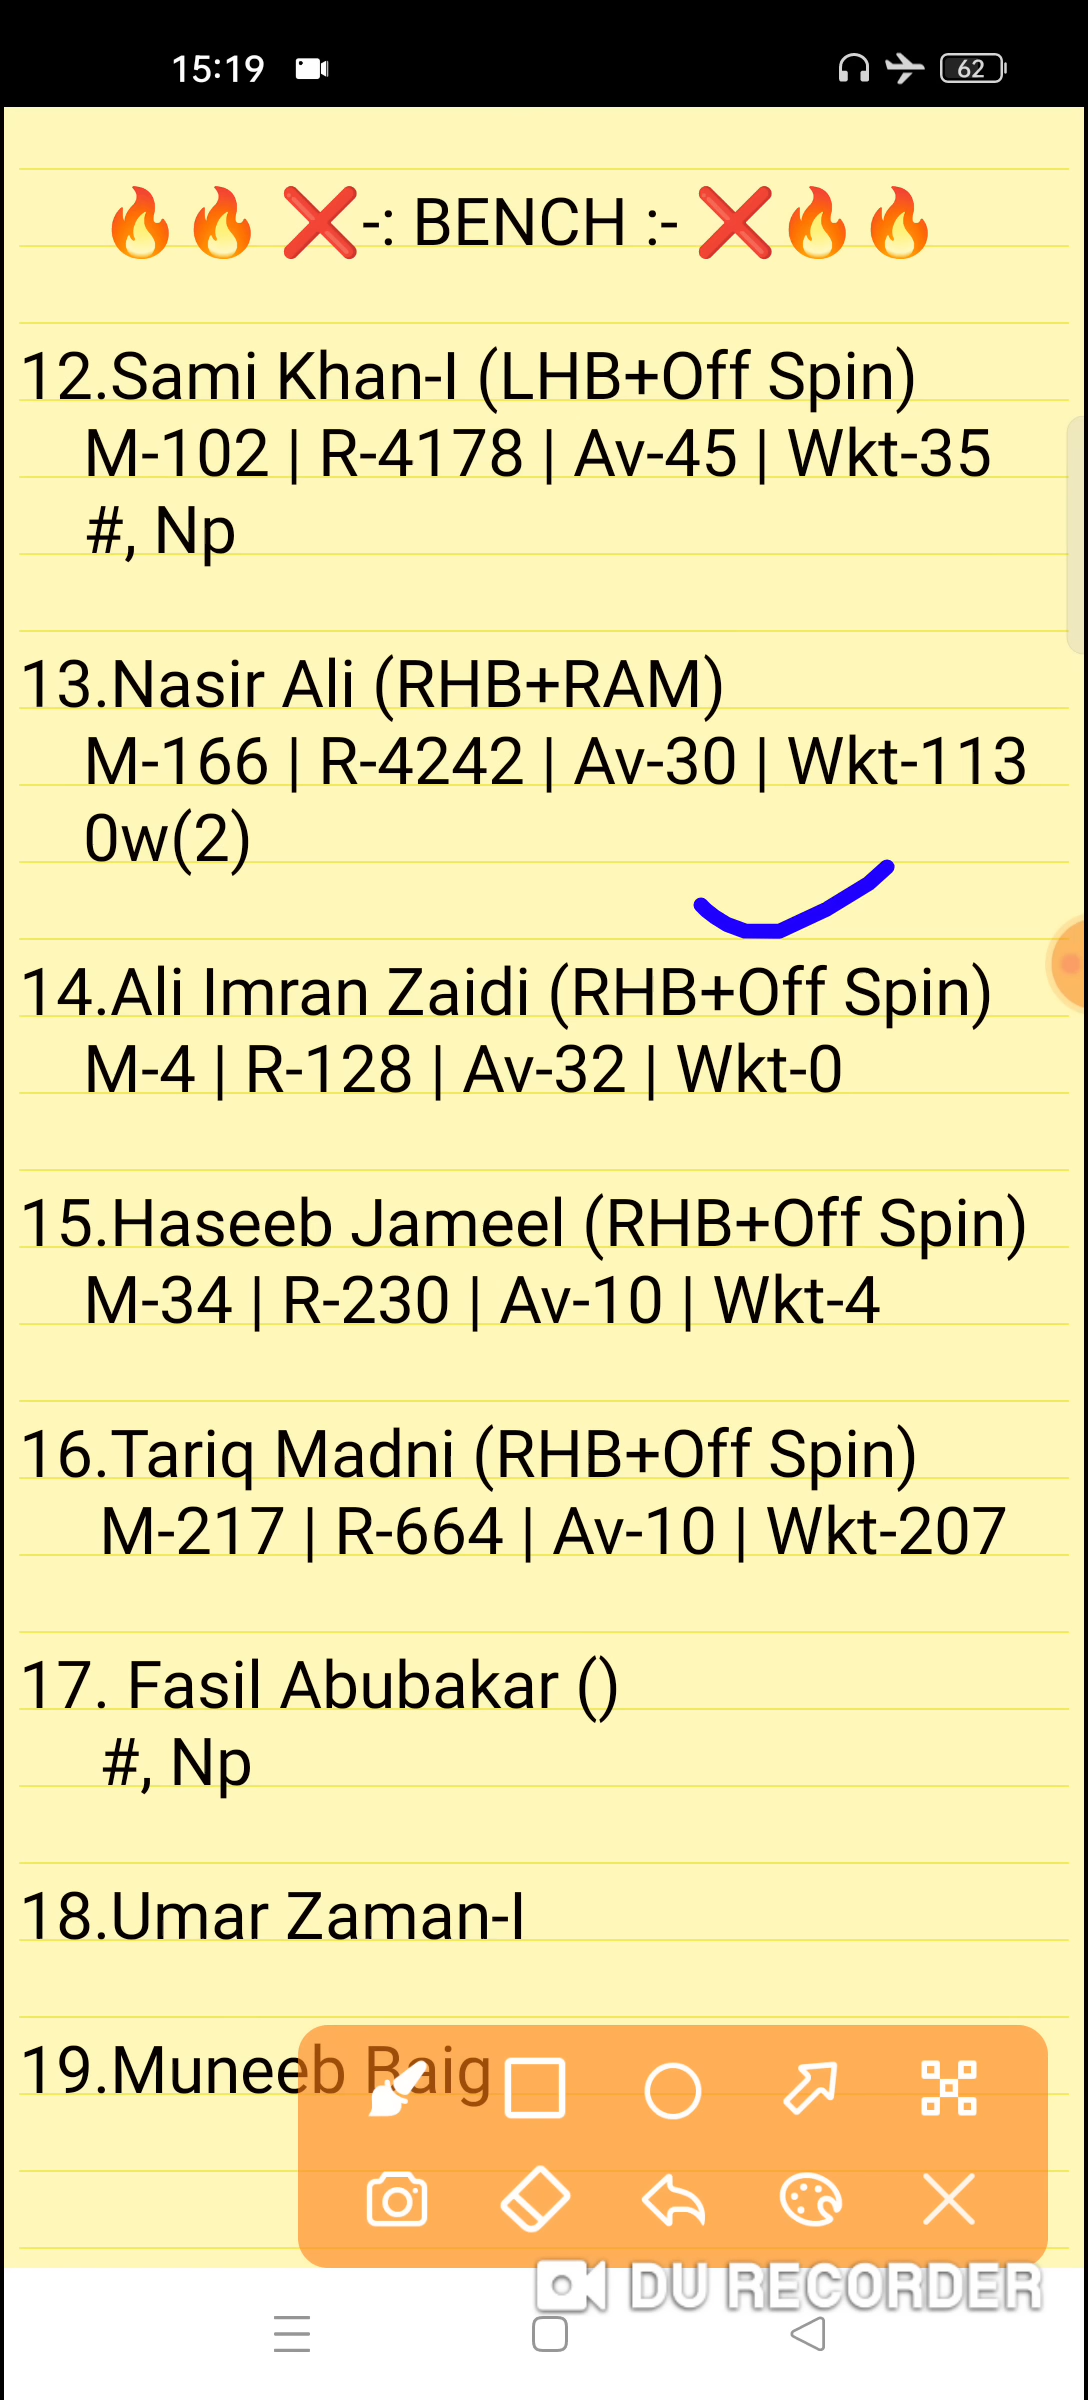 15:19 62
🔥🔥 ❌-: BENCH :- ❌🔥🔥
12.Sami Khan-I (LHB+Off Spin)
M-102 | R-4178 | Av-45 | Wkt-35
#, Np
13.Nasir Ali (RHB+RAM)
M-166 | R-4242 | Av-30 | Wkt-113
0w(2)
14.Ali Imran Zaidi (RHB+Off Spin)
M-4 | R-128 | Av-32 | Wkt-0
15.Haseeb Jameel (RHB+Off Spin)
M-34 | R-230 | Av-10 | Wkt-4
16.Tariq Madni (RHB+Off Spin)
M-217 | R-664 | Av-10 | Wkt-207
17. Fasil Abubakar ()
#, Np
18.Umar Zaman-I
19.Muneeb Baig
DU RECORDER